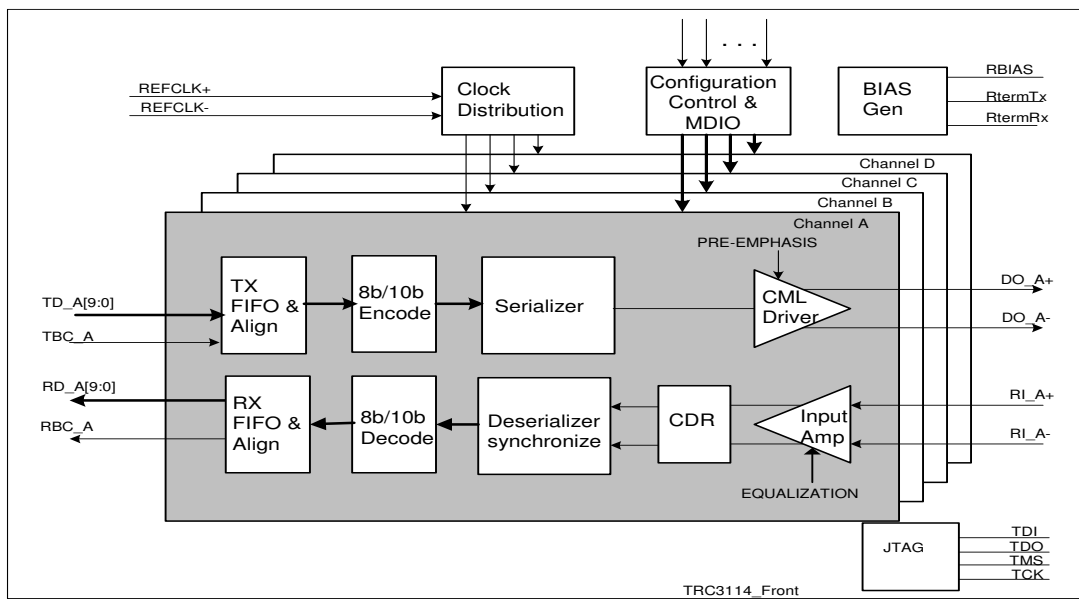 . . .
REFCLK+
REFCLK-
Clock
Distribution
Configuration
Control &
MDIO
BIAS
Gen
RBIAS
RtermTx
RtermRx
Channel D
Channel C
Channel B
Channel A
PRE-EMPHASIS
TD_A[9:0]
TBC_A
TX
FIFO &
Align
8b/10b
Encode
Serializer
CML
Driver
DO_A+
DO_A-
RD_A[9:0]
RBC_A
RX
FIFO &
Align
8b/10b
Decode
Deserializer
synchronize
CDR
Input
Amp
RI_A+
RI_A-
EQUALIZATION
JTAG
TDI
TDO
TMS
TCK
TRC3114_Front